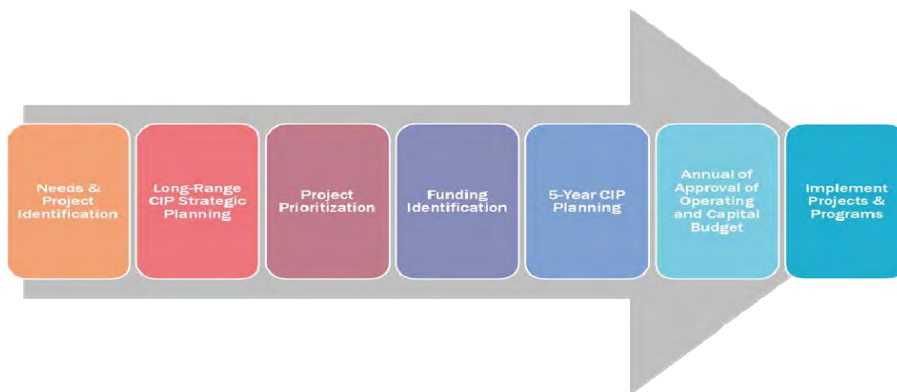 Needs &
Project
Identification
Long-Range
CIP Strategic
Planning
Project
Prioritization
Funding
Identification
5-Year CIP
Planning
Annual of
Approval of
Operating
and Capital
Budget
Implement
Projects &
Programs